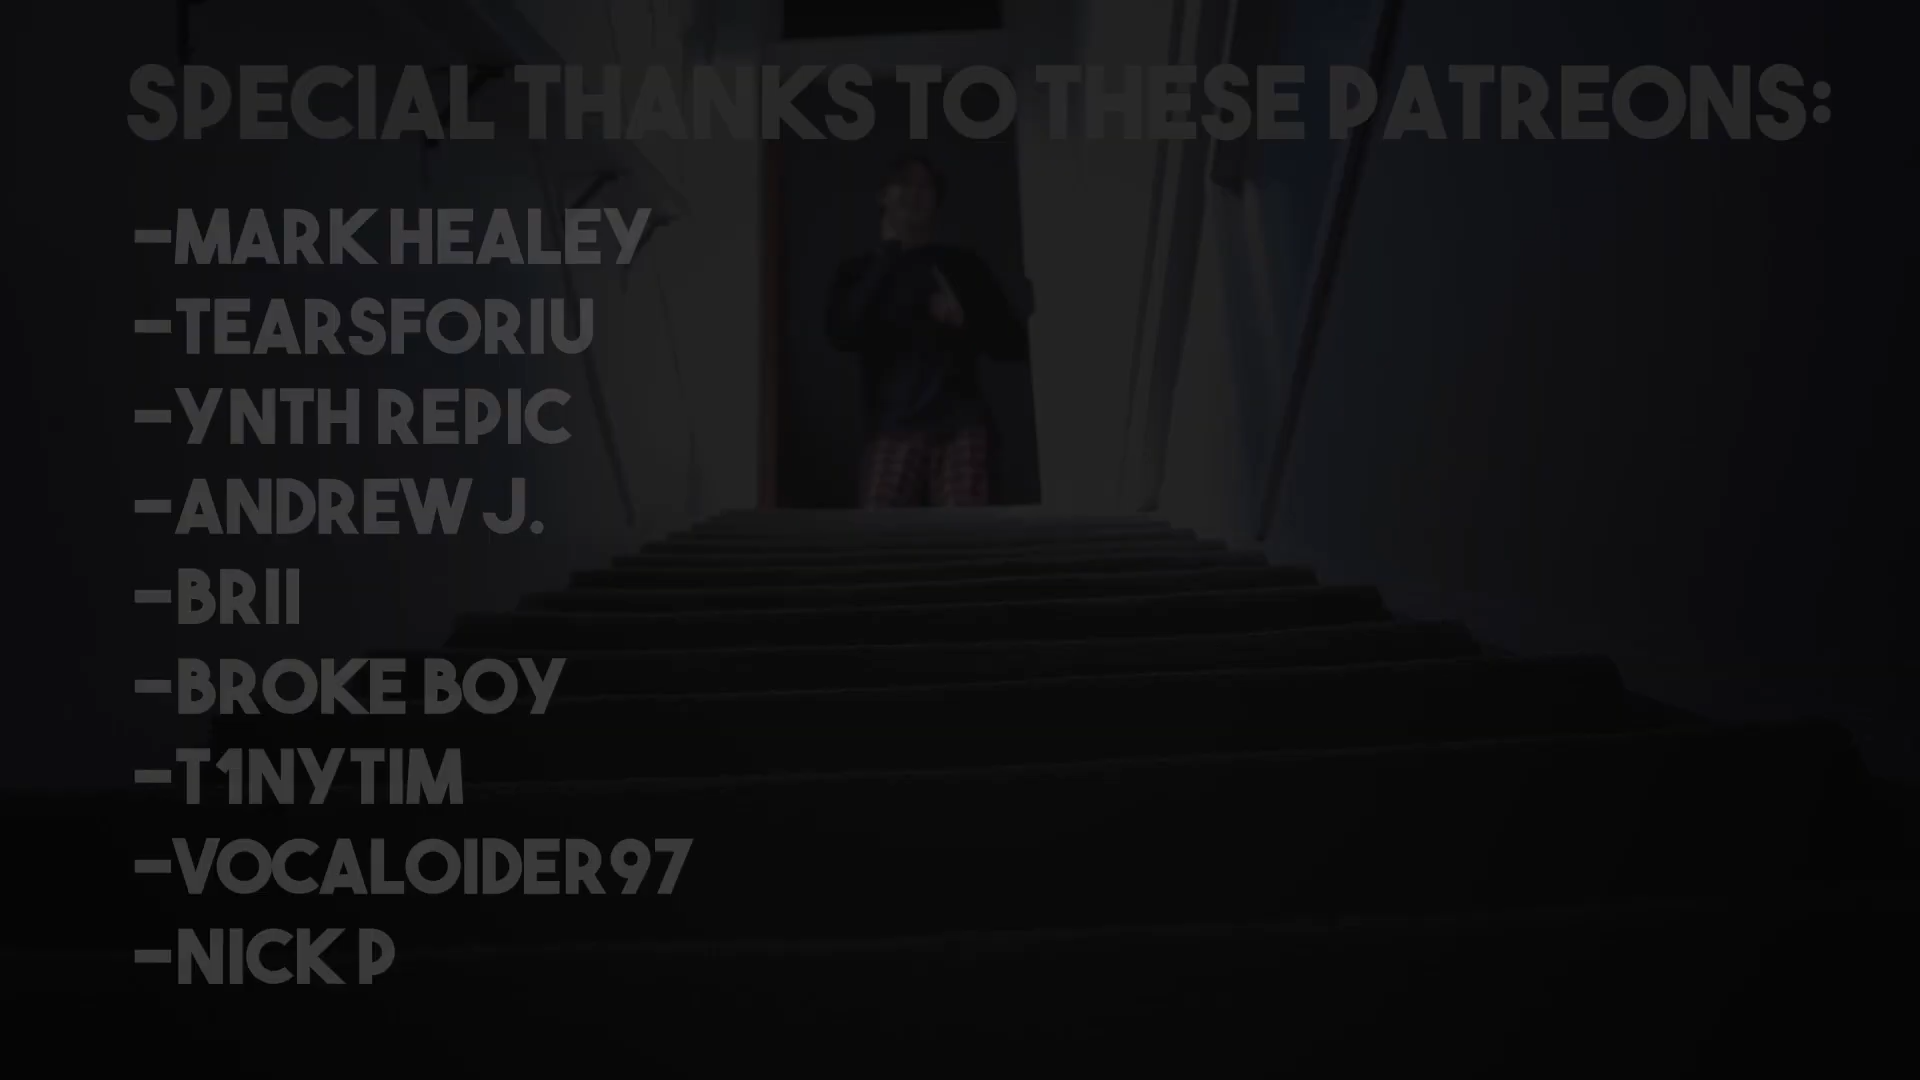 SPECIAL THANKS TO THESE PATREONS:
-MARK HEALEY
-TEARSFORIU
-YNTH REPIC
-ANDREW J.
-BRII
-BROKE BOY
-T1NYTIM
-VOCALOIDER97
-NICK P